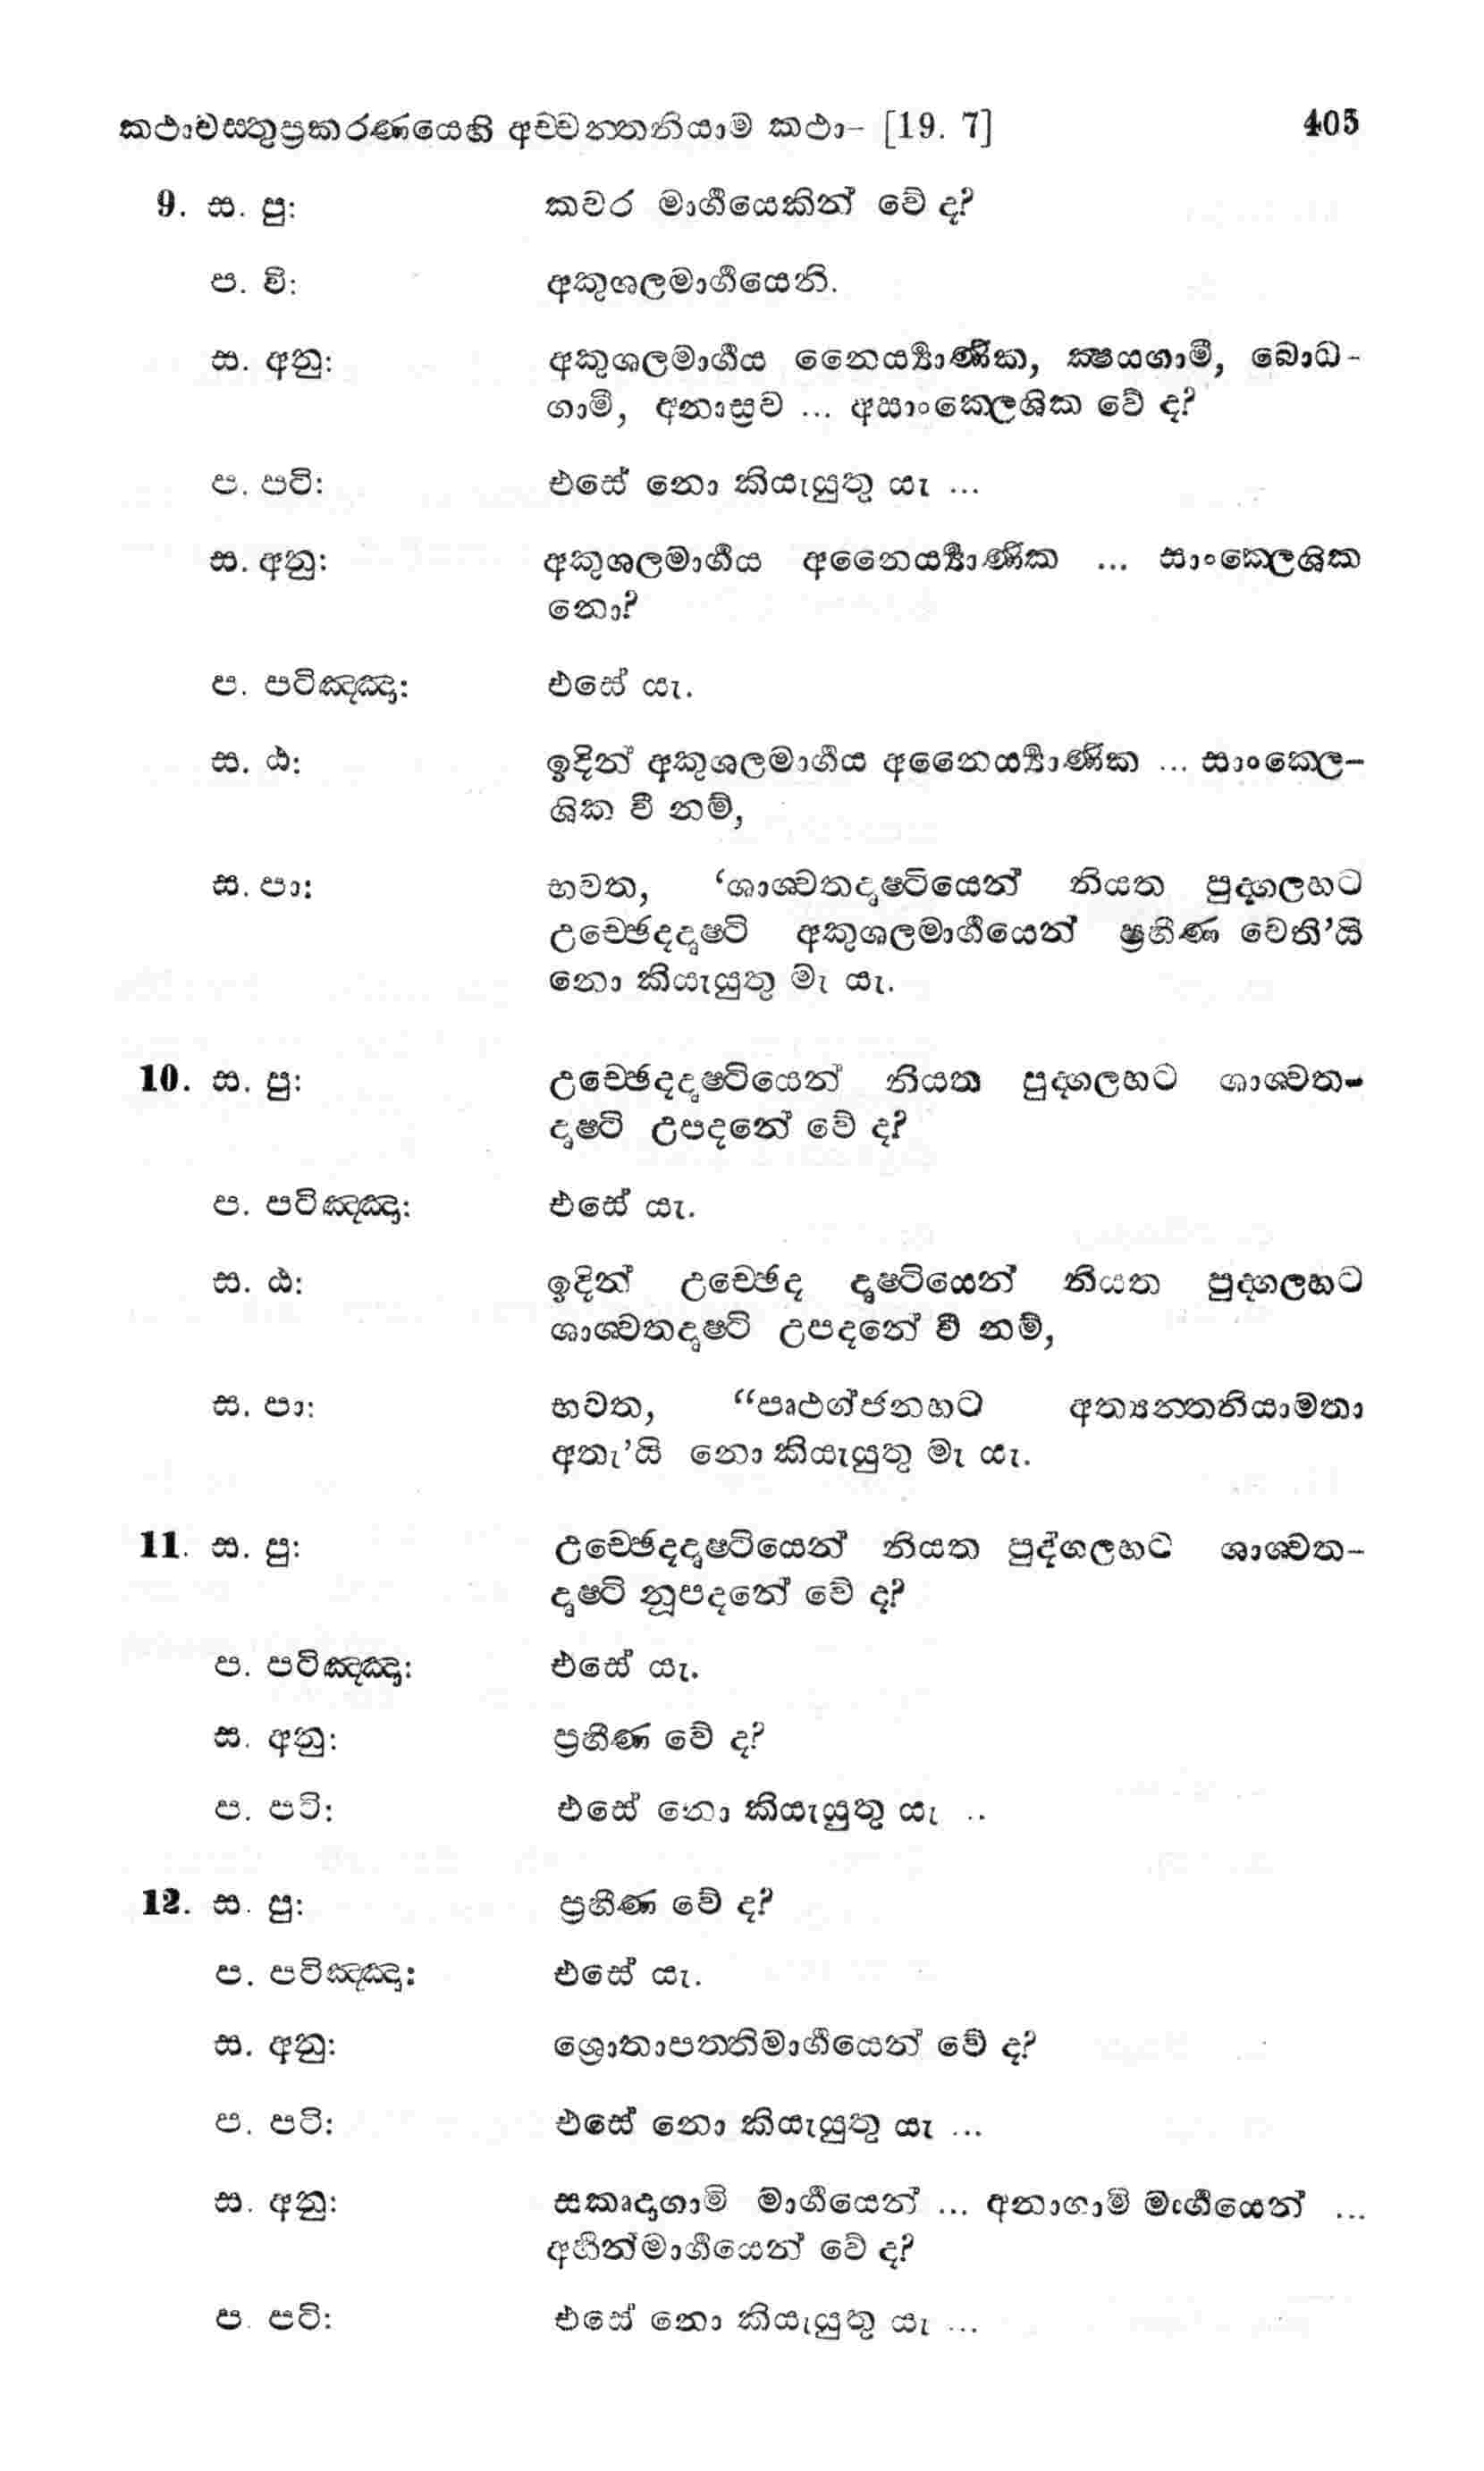 කථාවස්තුප්‍රකරණයෙහි අච්චන්තනියාම කථා- [19. 7] 405
9. ස. පු: කවර මාර්‍ගයෙකින් වේ ද?
ප. වි: අකුශලමාර්‍ගයෙනි.
ස. අනු: අකුශලමාර්‍ගය නෛර්‍ය්‍යාණික, ක්‍ෂයගාමී, බොධ-
ගාමී, අනාස්‍රව ... අසාංක්ලෙශික වේ ද?
ප. පටි: එසේ නො කියැයුතු යැ ...
ස. අනු: අකුශලමාර්‍ගය අනෛර්‍ය්‍යාණික ... සාංක්ලෙශික
නො?
ප. පටිඤ්ඤා: එසේ යැ.
ස. ඨ: ඉදින් අකුශලමාර්‍ගය අනෛර්‍ය්‍යාණික ... සාංක්ලෙ-
ශික වී නම්,
ස. පා: භවත, ‘ශාශ්වතදෘෂ්ටියෙන් නියත පුද්ගලහට
උච්ඡෙදදෘෂ්ටි අකුශලමාර්‍ගයෙන් ප්‍රහීණ වෙති’යි
නො කියැයුතු මැ යැ.
10. ස. පු: උච්ඡෙදදෘෂ්ටියෙන් නියත පුද්ගලහට ශාශ්වත-
දෘෂ්ටි උපදනේ වේ ද?
ප. පටිඤ්ඤා: එසේ යැ.
ස. ඨ: ඉදින් උච්ඡෙද දෘෂ්ටියෙන් නියත පුද්ගලහට
ශාශ්වතදෘෂ්ටි උපදනේ වී නම්,
ස. පා: භවත, “පෘථග්ජනහට අත්‍යන්තනියාමතා
අතැ’යි නො කියැයුතු මැ යැ.
11. ස. පු: උච්ඡෙදදෘෂ්ටියෙන් නියත පුද්ගලහට ශාශ්වත-
දෘෂ්ටි නූපදනේ වේ ද?
ප. පටිඤ්ඤා: එසේ යැ.
ස. අනු: ප්‍රහීණ වේ ද?
ප. පටි: එසේ නො කියැයුතු යැ ..
12. ස. පු: ප්‍රහීණ වේ ද?
ප. පටිඤ්ඤා: එසේ යැ.
ස. අනු: ශ්‍රොතාපත්තිමාර්‍ගයෙන් වේ ද?
ප. පටි: එසේ නො කියැයුතු යැ ...
ස. අනු: සකෘදාගාමි මාර්‍ගයෙන් ... අනාගාමි මාර්‍ගයෙන් ...
අර්‍හත්මාර්‍ගයෙන් වේ ද?
ප. පටි: එසේ නො කියැයුතු යැ ...